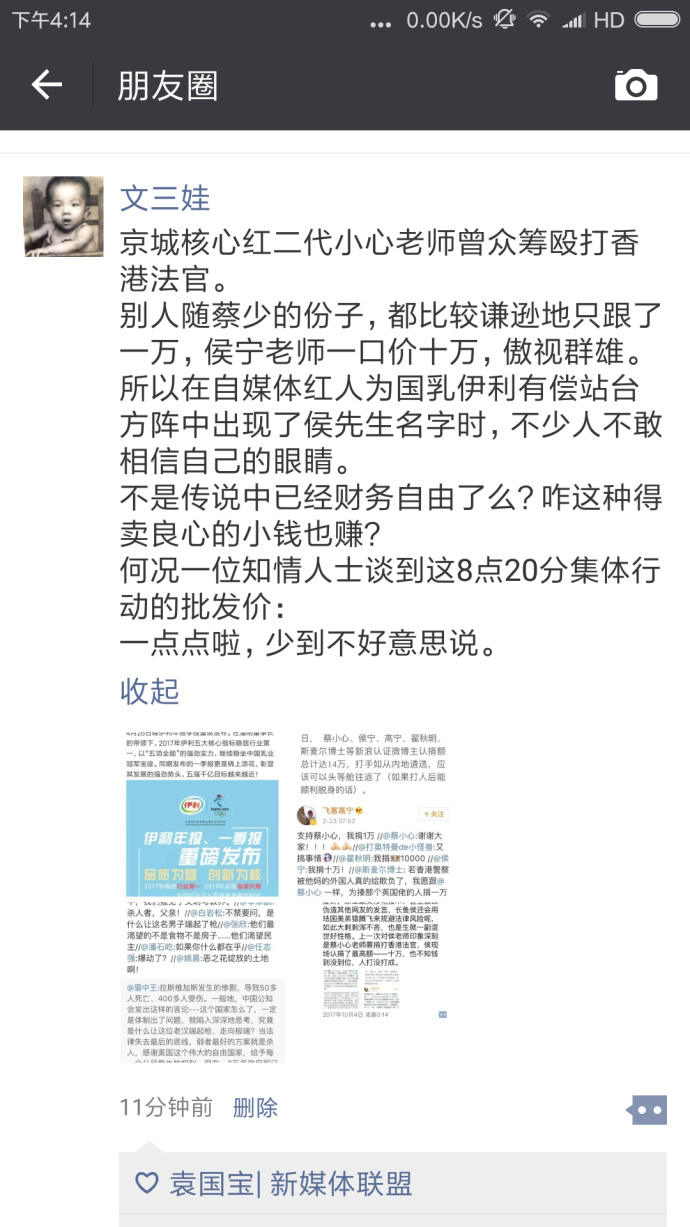 下午4:14
... 0.00K/s HD
朋友圈
文三娃
京城核心红二代小心老师曾众筹殴打香
港法官。
别人随蔡少的份子，都比较谦逊地只跟了
一万，侯宁老师一口价十万，傲视群雄。
所以在自媒体红人为国乳伊利有偿站台
方阵中出现了侯先生名字时，不少人不敢
相信自己的眼睛。
不是传说中已经财务自由了么？咋这种得
卖良心的小钱也赚？
何况一位知情人士谈到这8点20分集体行
动的批发价：
一点点啦，少到不好意思说。
收起
的带领下，2017年伊利五大核心指标稳居行业第
一，以“五项全能”的强劲实力，继续稳坐中国乳业
冠军宝座。同期发布的一季报更是锦上添花，彰显
其发展的强劲势头，五强千亿目标越来越近！
伊利
伊利年报、一季报
重磅发布
品质为基 创新为核
杀人者，父亲！//@白岩松:不禁要问，是
什么让这名男子端起了枪//@张欣:他们最
渴望的不是食物不是房子……他们渴望民
主//@潘石屹:如果你什么都在乎//@任志
强:爆动了？//@姚晨:恶之花绽放的土地
啊！
@眉中王:拉斯维加斯发生的惨剧，导致50多
人死亡、400多人受伤。一般地，中国公知
会发出这样的言论---这个国家怎么了，一定
是体制出了问题，我陷入深深地思考，究竟
是什么让这位老汉端起枪、走向极端？当法
律失去最后的底线，弱者最好的方案就是杀
人，感谢美国这个伟大的自由国家，给予每
日， 蔡小心、侯宁、高宁、翟秋明、
斯麦尔博士等新浪认证微博主认捐额
总计达14万，打手如从内地遴选，应
该可以头等舱往返了（如果打人后能
顺利脱身的话）。
飞客高宁
+关注
2-23 07:52
支持蔡小心，我捐1万 //@蔡小心:谢谢大
家！！！//@打奥特曼de小怪兽:又
搞事情//@翟秋明:我捐10000 //@侯
宁:我捐十万！//@斯麦尔博士: 若香港警察
被他妈的外国人真的给欺负了，我愿跟@
蔡小心 一样，为揍那个英国佬的人捐一万
伪造其他网友的发言，长鱼侯还会用
珐国美弟猫腾飞来规避法律风险呢，
如此大剌剌浑不吝、也是生就一副混
世好性格。上一次对侯老师印象深刻
是蔡小心老师募捐打香港法官，侯现
场认捐了最高额——十万，也不知钱
到没到位，人打没打成。
2017年10月4日 凌晨0:14
11分钟前 删除
袁国宝| 新媒体联盟